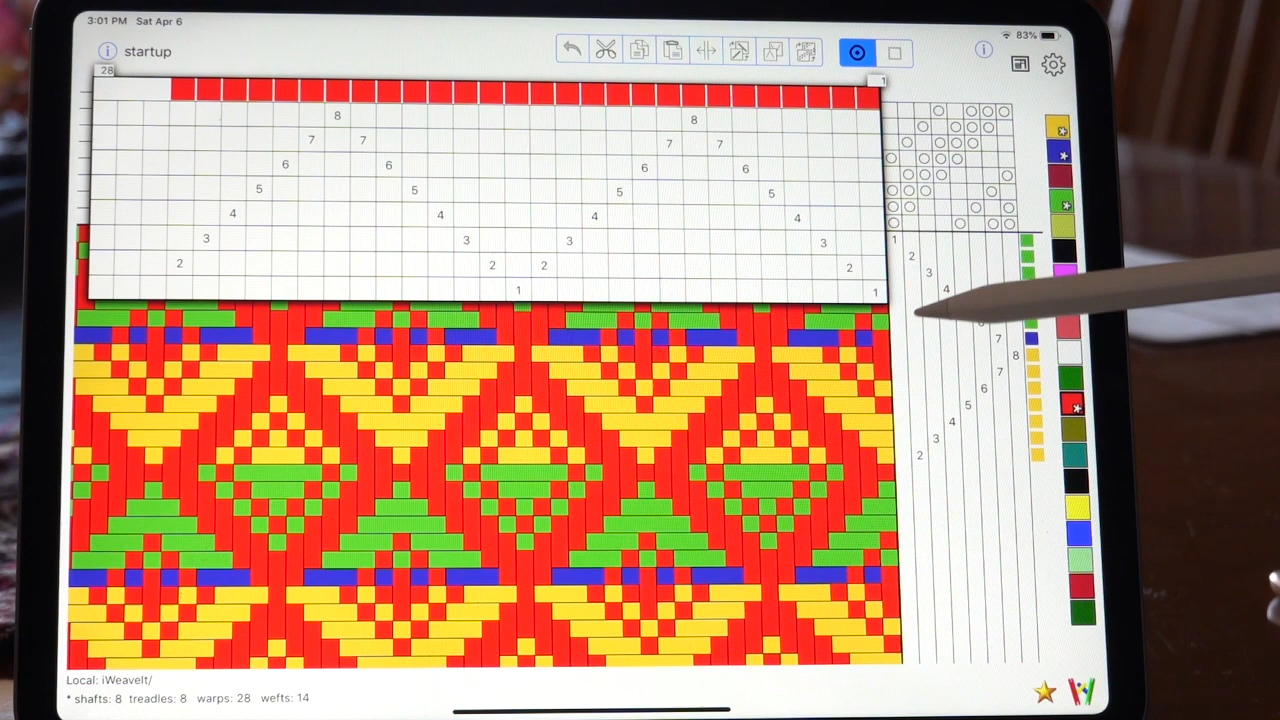 3:01 PM Sat Apr 6
83%
startup
28
1
8 8
7 7 7 7
6 6 6 6
5 5 5 5
4 4 4 4
3 3 3 3
2 2 2 2
1 1
1
2
3
4
7
8
7
6
5
4
3
2
Local: iWeaveIt/
* shafts: 8 treadles: 8 warps: 28 wefts: 14